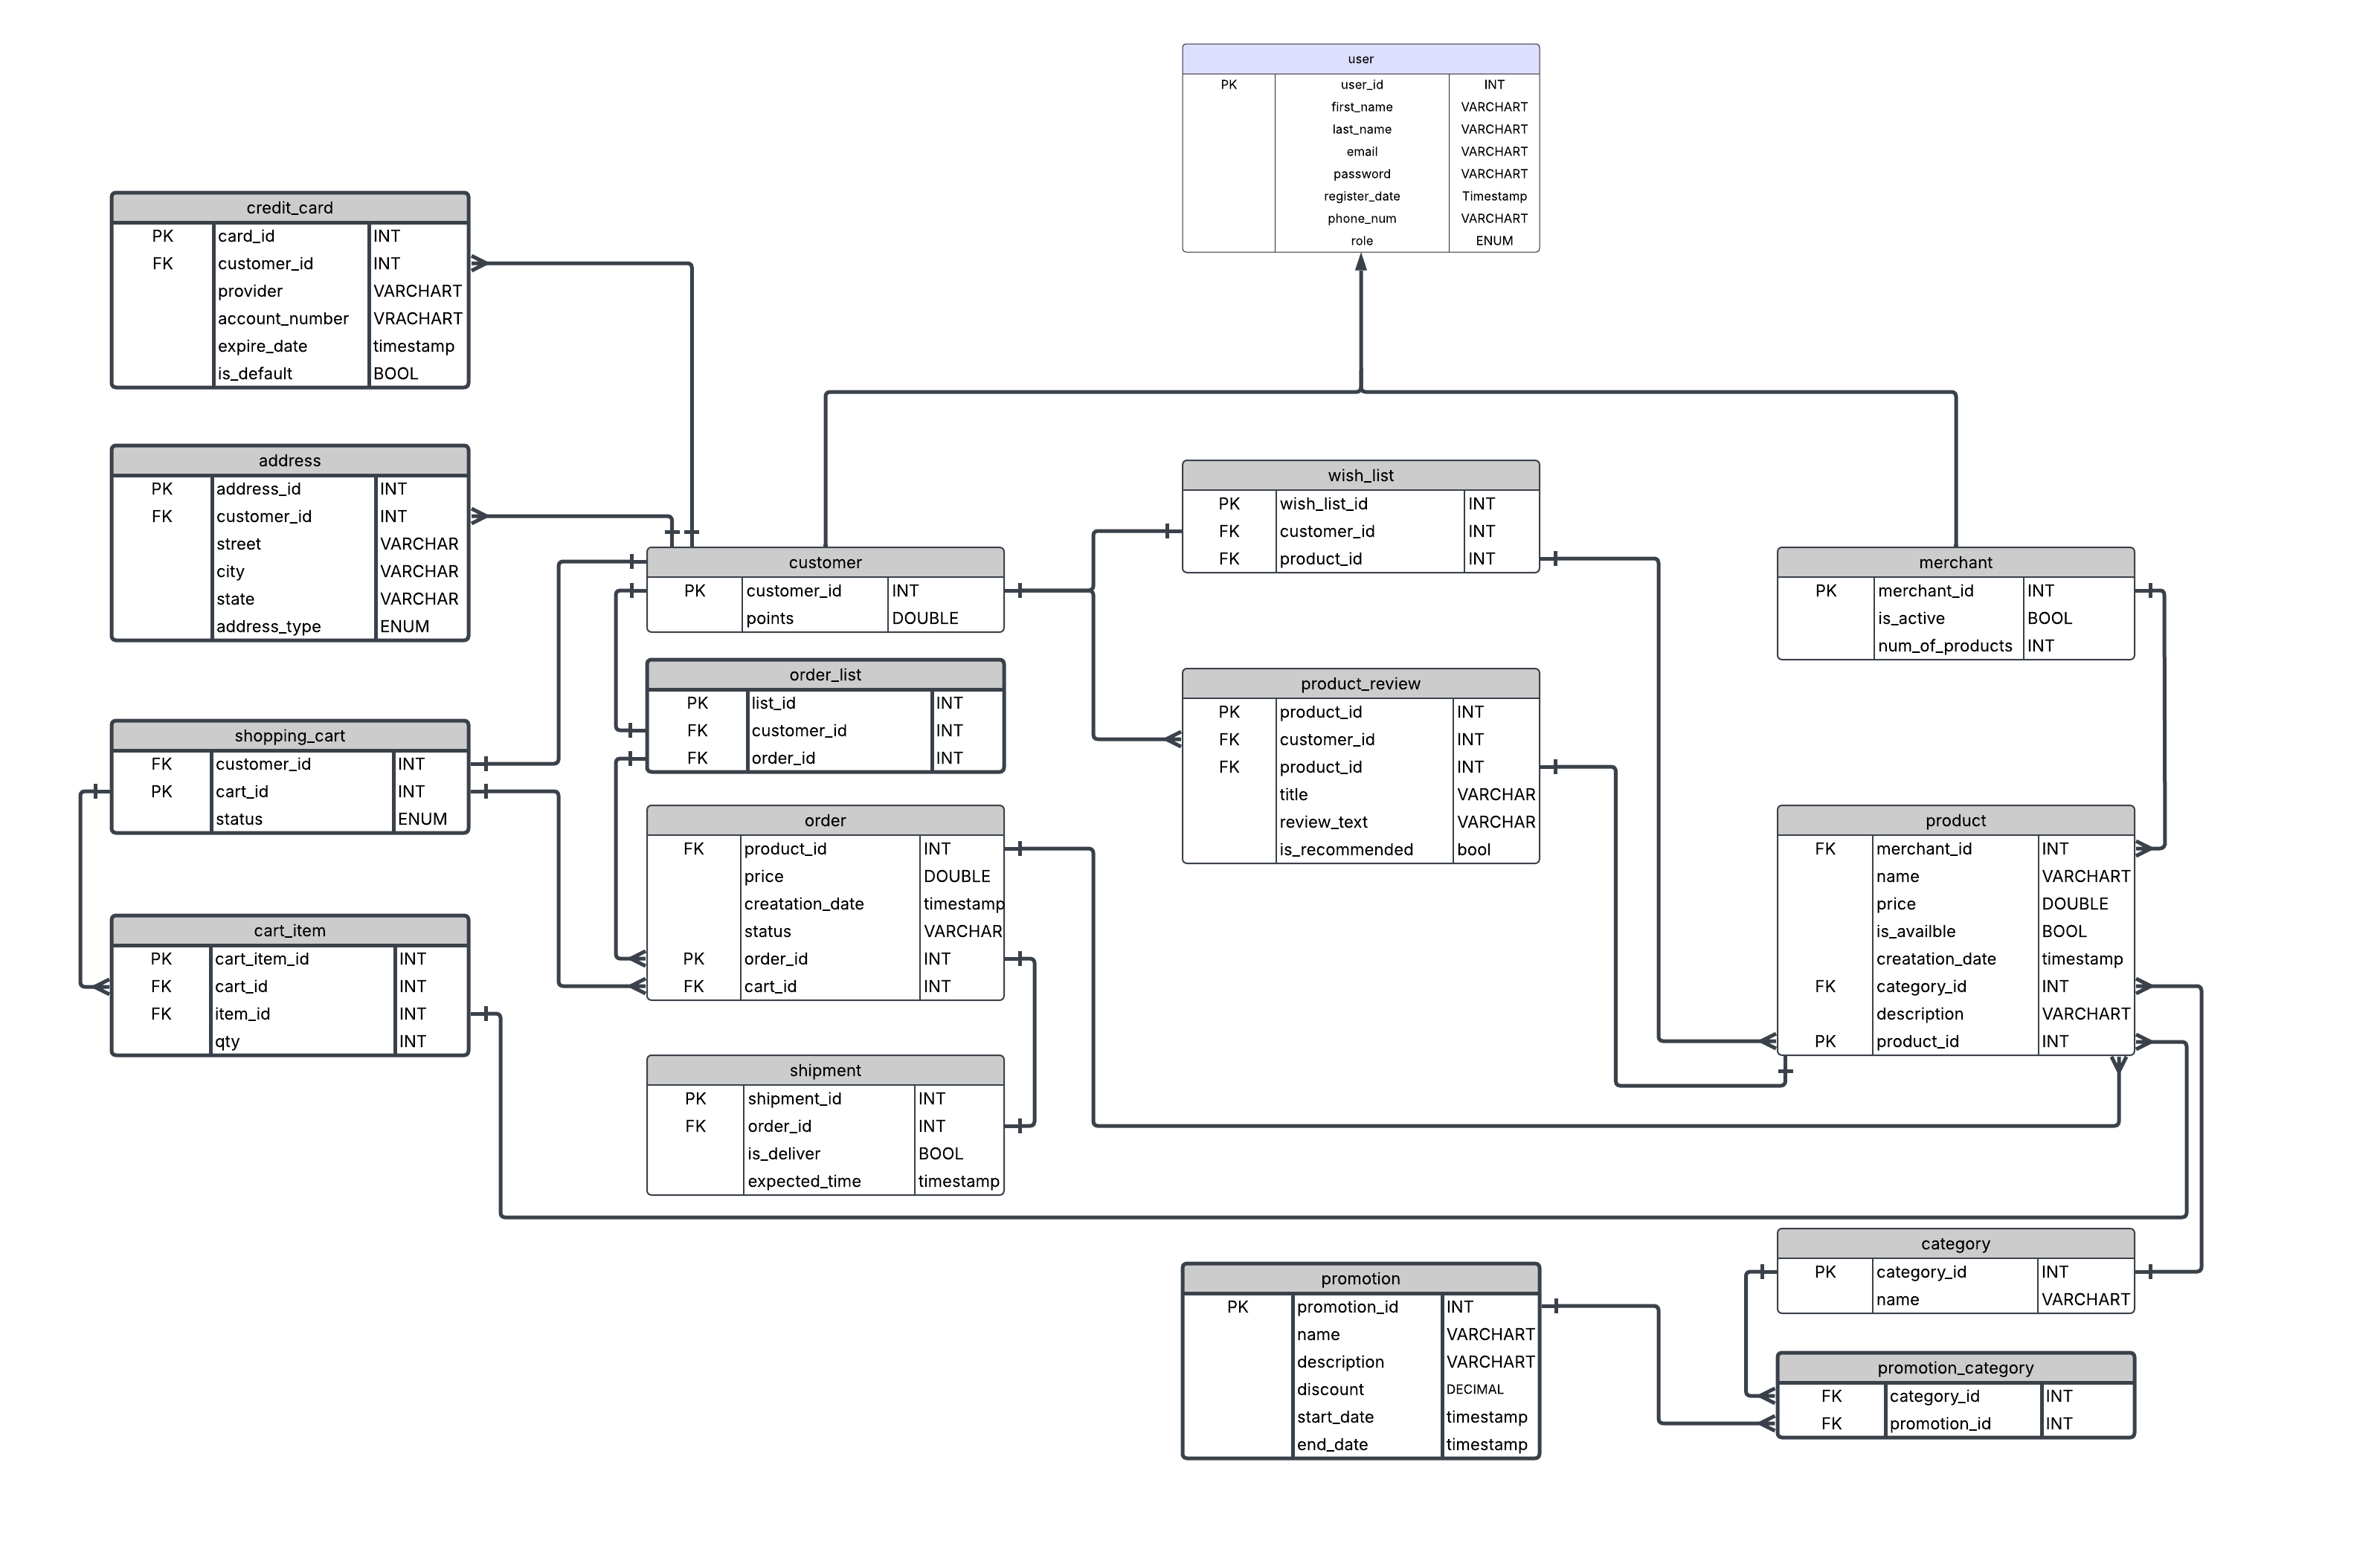 user
PK user_id INT
first_name VARCHART
last_name VARCHART
email VARCHART
password VARCHART
register_date Timestamp
phone_num VARCHART
role ENUM
credit_card
PK card_id INT
FK customer_id INT
provider VARCHART
account_number VRACHART
expire_date timestamp
is_default BOOL
address
PK address_id INT
FK customer_id INT
street VARCHAR
city VARCHAR
state VARCHAR
address_type ENUM
shopping_cart
FK customer_id INT
PK cart_id INT
status ENUM
cart_item
PK cart_item_id INT
FK cart_id INT
FK item_id INT
qty INT
customer
PK customer_id INT
points DOUBLE
order_list
PK list_id INT
FK customer_id INT
FK order_id INT
order
FK product_id INT
price DOUBLE
creatation_date timestamp
status VARCHAR
PK order_id INT
FK cart_id INT
shipment
PK shipment_id INT
FK order_id INT
is_deliver BOOL
expected_time timestamp
wish_list
PK wish_list_id INT
FK customer_id INT
FK product_id INT
product_review
PK product_id INT
FK customer_id INT
FK product_id INT
title VARCHAR
review_text VARCHAR
is_recommended bool
merchant
PK merchant_id INT
is_active BOOL
num_of_products INT
product
FK merchant_id INT
name VARCHART
price DOUBLE
is_availble BOOL
creatation_date timestamp
FK category_id INT
description VARCHART
PK product_id INT
promotion
PK promotion_id INT
name VARCHART
description VARCHART
discount DECIMAL
start_date timestamp
end_date timestamp
category
PK category_id INT
name VARCHART
promotion_category
FK category_id INT
FK promotion_id INT